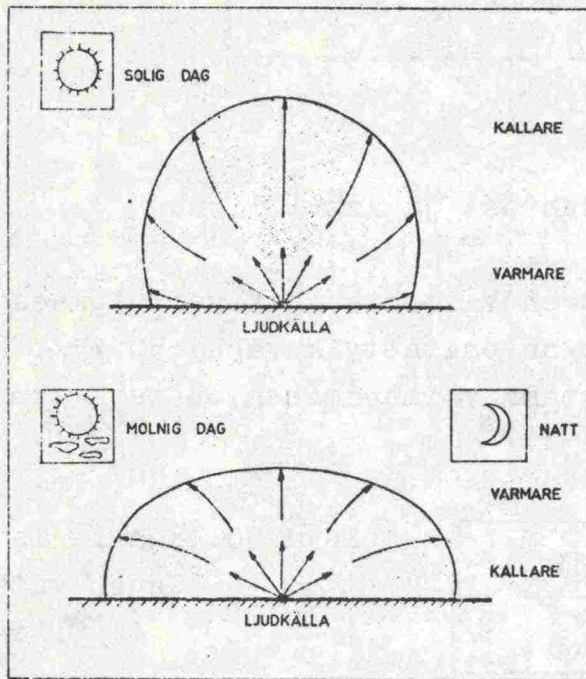 SOLIG DAG
KALLARE
VARMARE
LJUDKÄLLA
MOLNIG DAG
NATT
VARMARE
KALLARE
LJUDKÄLLA